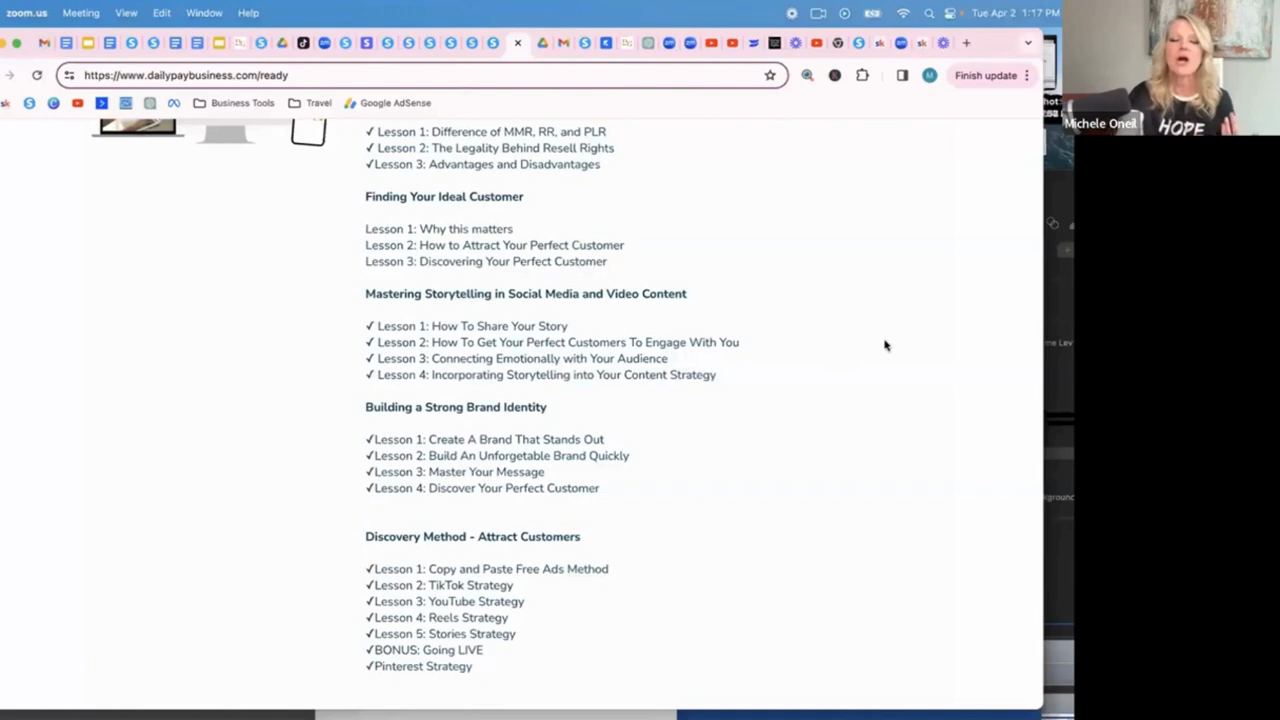 zoom.us Meeting View Edit Window Help Tue Apr 2 1:17 PM
https://www.dailypaybusiness.com/ready Finish update
Business Tools Travel Google AdSense
Michele Oneil
HOPE
✓ Lesson 1: Difference of MMR, RR, and PLR
✓ Lesson 2: The Legality Behind Resell Rights
✓Lesson 3: Advantages and Disadvantages
Finding Your Ideal Customer
Lesson 1: Why this matters
Lesson 2: How to Attract Your Perfect Customer
Lesson 3: Discovering Your Perfect Customer
Mastering Storytelling in Social Media and Video Content
✓ Lesson 1: How To Share Your Story
✓ Lesson 2: How To Get Your Perfect Customers To Engage With You
✓ Lesson 3: Connecting Emotionally with Your Audience
✓ Lesson 4: Incorporating Storytelling into Your Content Strategy
Building a Strong Brand Identity
✓Lesson 1: Create A Brand That Stands Out
✓Lesson 2: Build An Unforgetable Brand Quickly
✓Lesson 3: Master Your Message
✓Lesson 4: Discover Your Perfect Customer
Discovery Method - Attract Customers
✓Lesson 1: Copy and Paste Free Ads Method
✓Lesson 2: TikTok Strategy
✓Lesson 3: YouTube Strategy
✓Lesson 4: Reels Strategy
✓Lesson 5: Stories Strategy
✓BONUS: Going LIVE
✓Pinterest Strategy